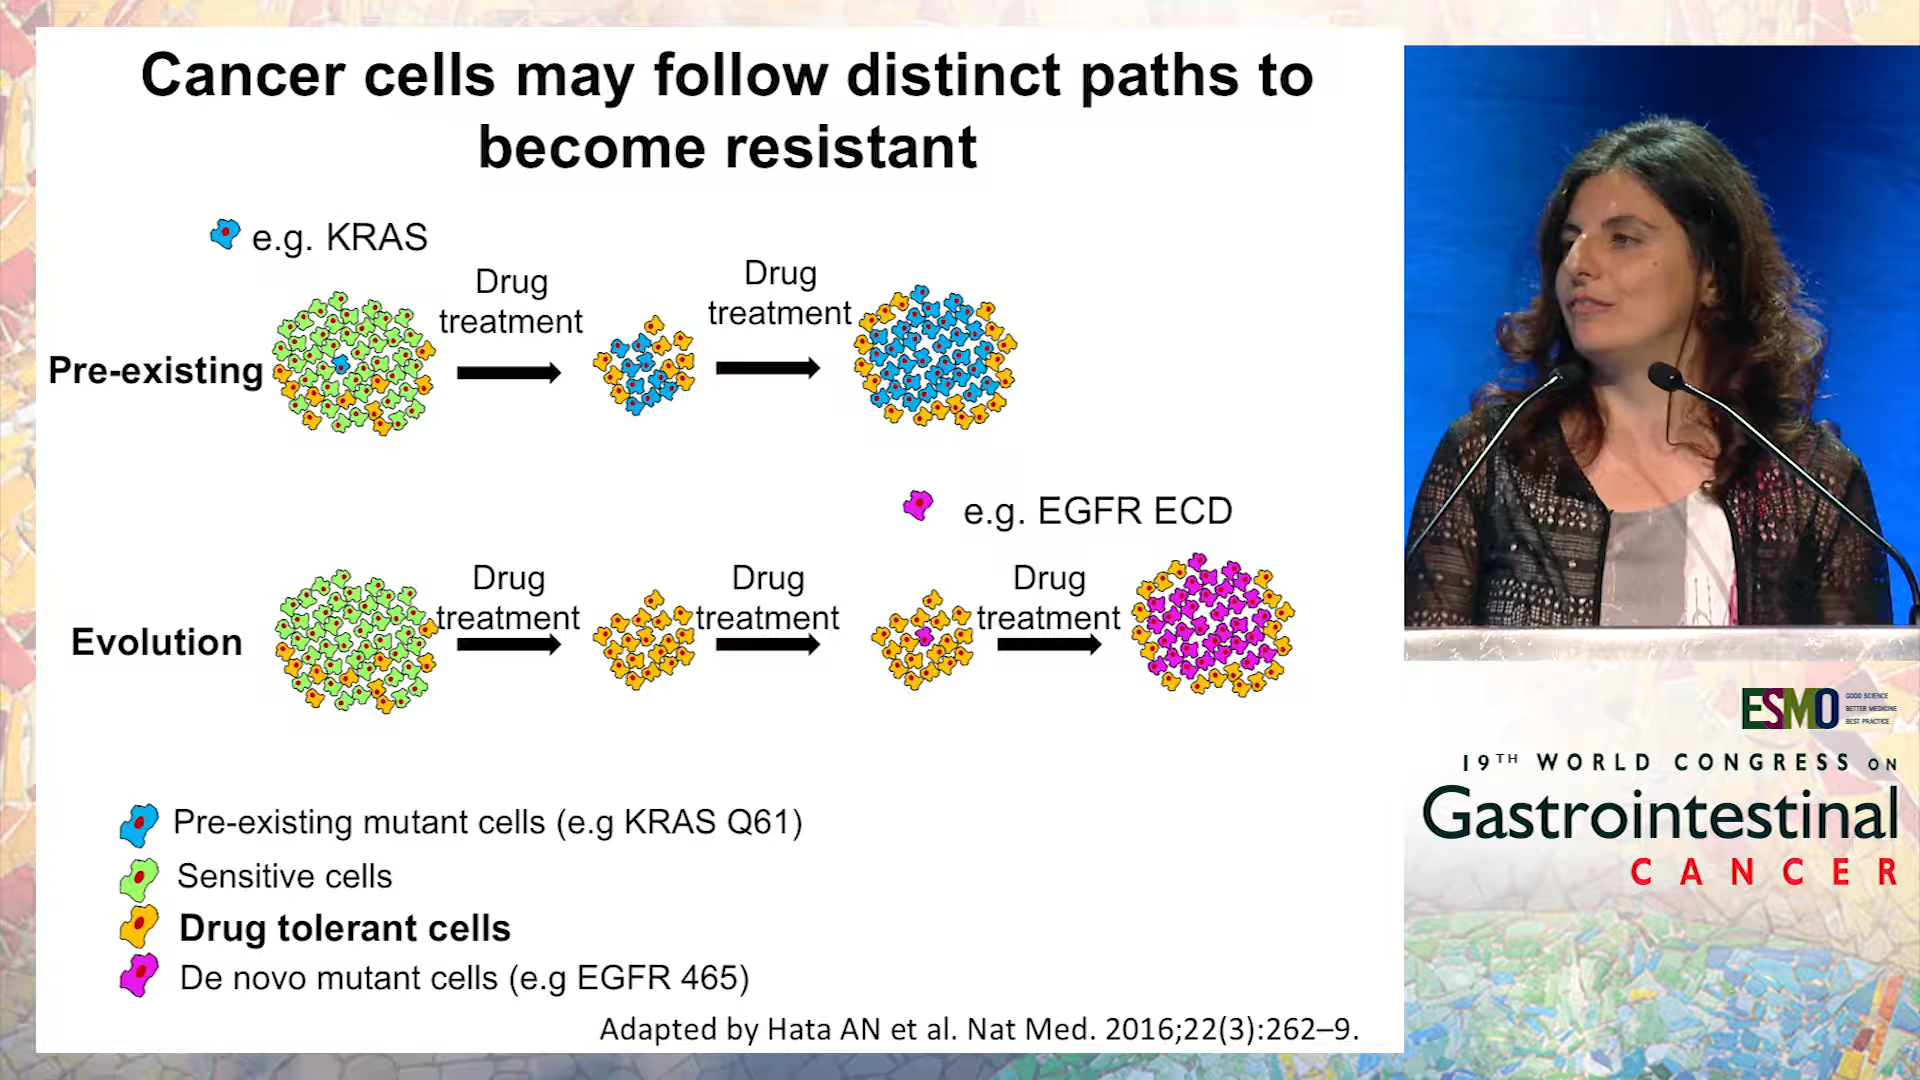 Cancer cells may follow distinct paths to
become resistant
e.g. KRAS
Drug
treatment
Drug
treatment
Pre-existing
e.g. EGFR ECD
Drug
treatment
Drug
treatment
Drug
treatment
Evolution
Pre-existing mutant cells (e.g KRAS Q61)
Sensitive cells
Drug tolerant cells
De novo mutant cells (e.g EGFR 465)
Adapted by Hata AN et al. Nat Med. 2016;22(3):262–9.
ESMO
GOOD SCIENCE
BETTER MEDICINE
BEST PRACTICE
19TH WORLD CONGRESS ON
Gastrointestinal
CANCER